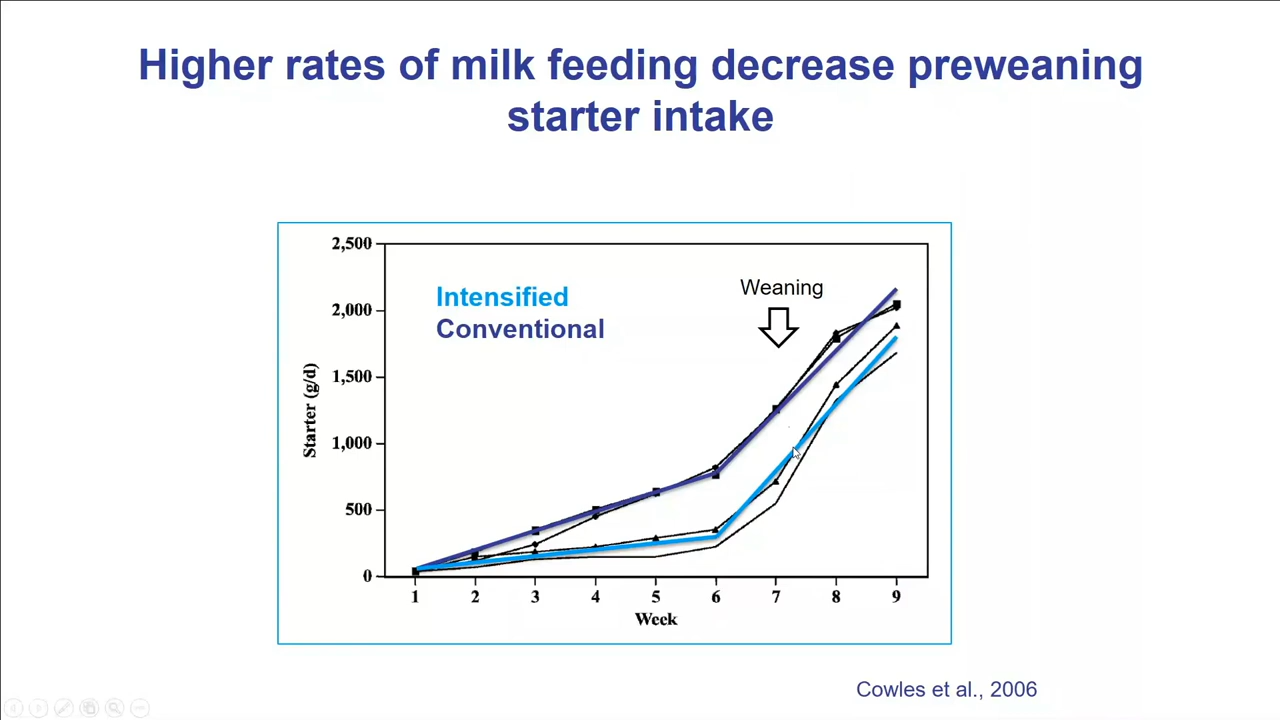 Higher rates of milk feeding decrease preweaning
starter intake
2,500
2,000
1,500
1,000
500
0
Starter (g/d)
Intensified
Conventional
Weaning
1 2 3 4 5 6 7 8 9
Week
Cowles et al., 2006